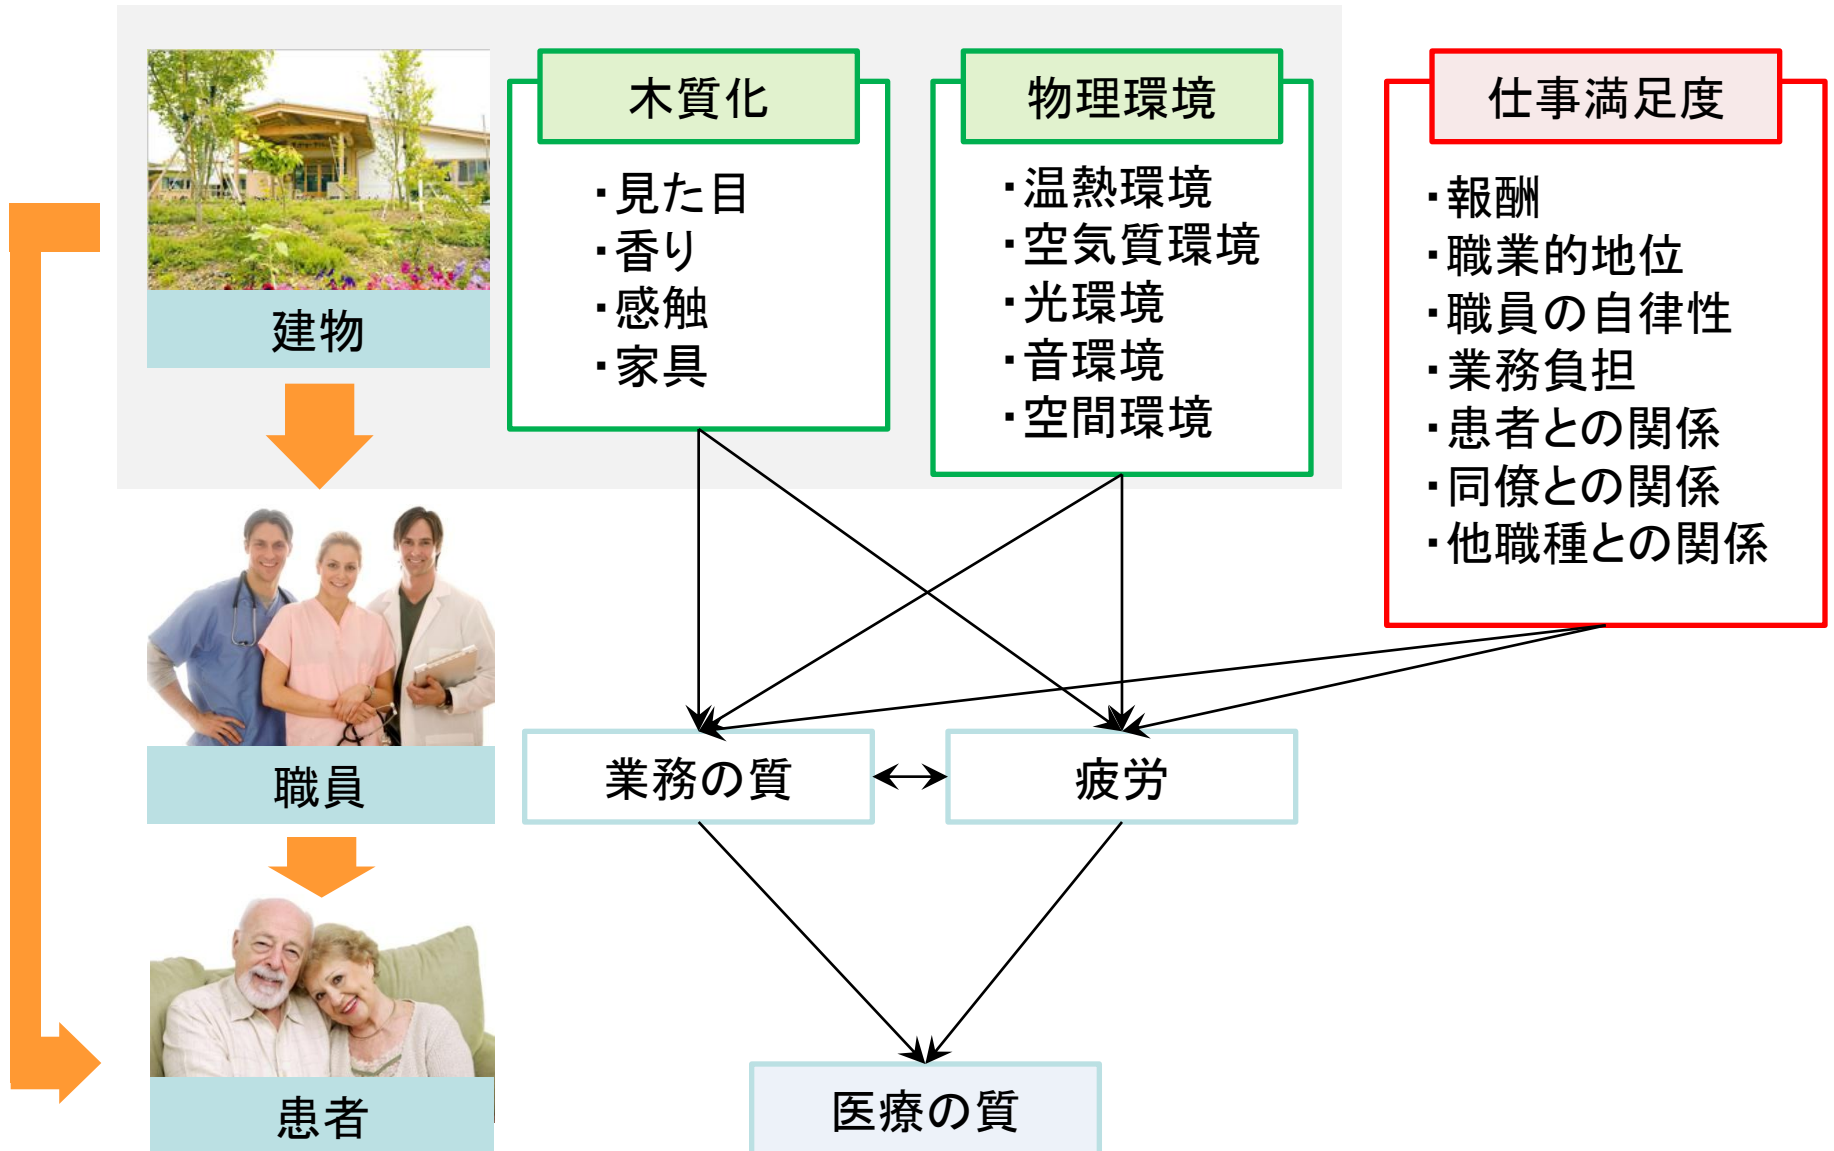 建物
木質化
・見た目
・香り
・感触
・家具
物理環境
・温熱環境
・空気質環境
・光環境
・音環境
・空間環境
仕事満足度
・報酬
・職業的地位
・職員の自律性
・業務負担
・患者との関係
・同僚との関係
・他職種との関係
職員
業務の質
疲労
患者
医療の質